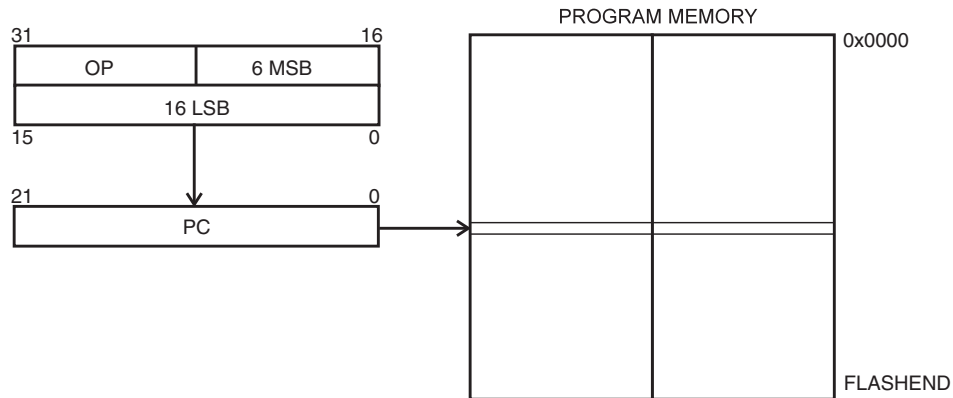 PROGRAM MEMORY
31 16
0x0000
OP 6 MSB
16 LSB
15 0
21 0
PC
FLASHEND